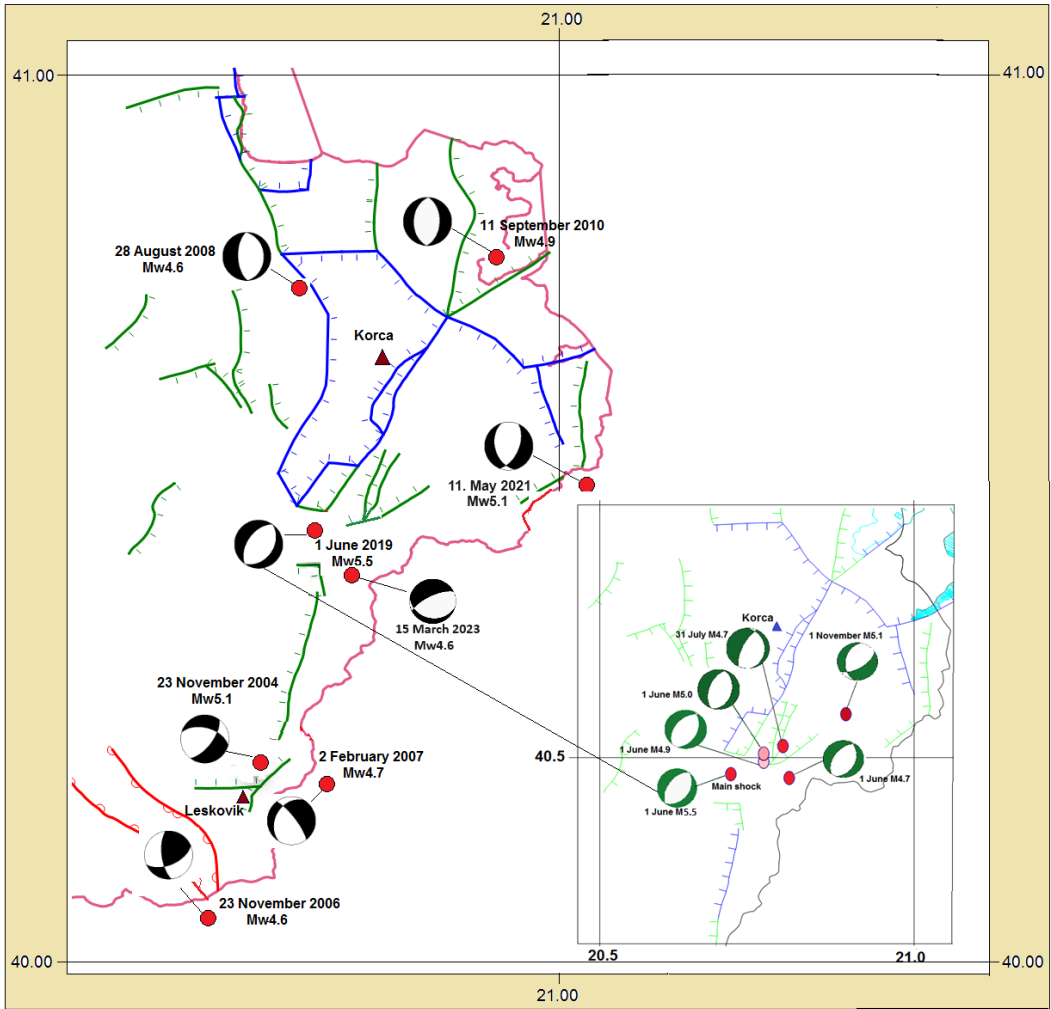 21.00
41.00
41.00
11 September 2010
Mw4.9
28 August 2008
Mw4.6
Korca
11. May 2021
Mw5.1
1 June 2019
Mw5.5
15 March 2023
Mw4.6
23 November 2004
Mw5.1
2 February 2007
Mw4.7
Leskovik
23 November 2006
Mw4.6
Korca
31 July M4.7
1 November M5.1
1 June M5.0
1 June M4.9
40.5
Main shock
1 June M4.7
1 June M5.5
20.5
21.0
40.00
40.00
21.00